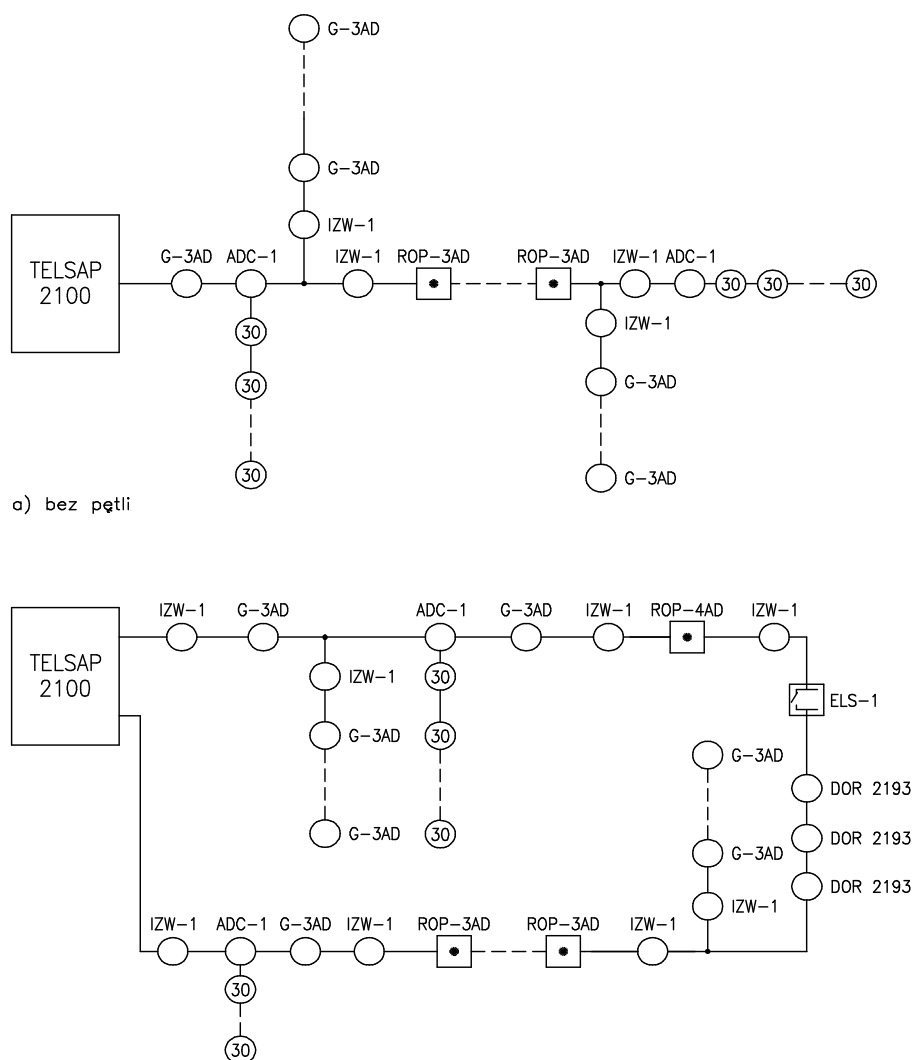 G-3AD
G-3AD
IZW-1
TELSAP
2100
G-3AD
ADC-1
IZW-1
ROP-3AD
ROP-3AD
IZW-1
ADC-1
30
30
30
30
30
30
IZW-1
G-3AD
G-3AD
a) bez pętli
TELSAP
2100
IZW-1
G-3AD
ADC-1
G-3AD
IZW-1
ROP-4AD
IZW-1
IZW-1
30
ELS-1
G-3AD
30
G-3AD
DOR 2193
G-3AD
30
DOR 2193
G-3AD
DOR 2193
IZW-1
IZW-1
ADC-1
G-3AD
IZW-1
ROP-3AD
ROP-3AD
IZW-1
30
30